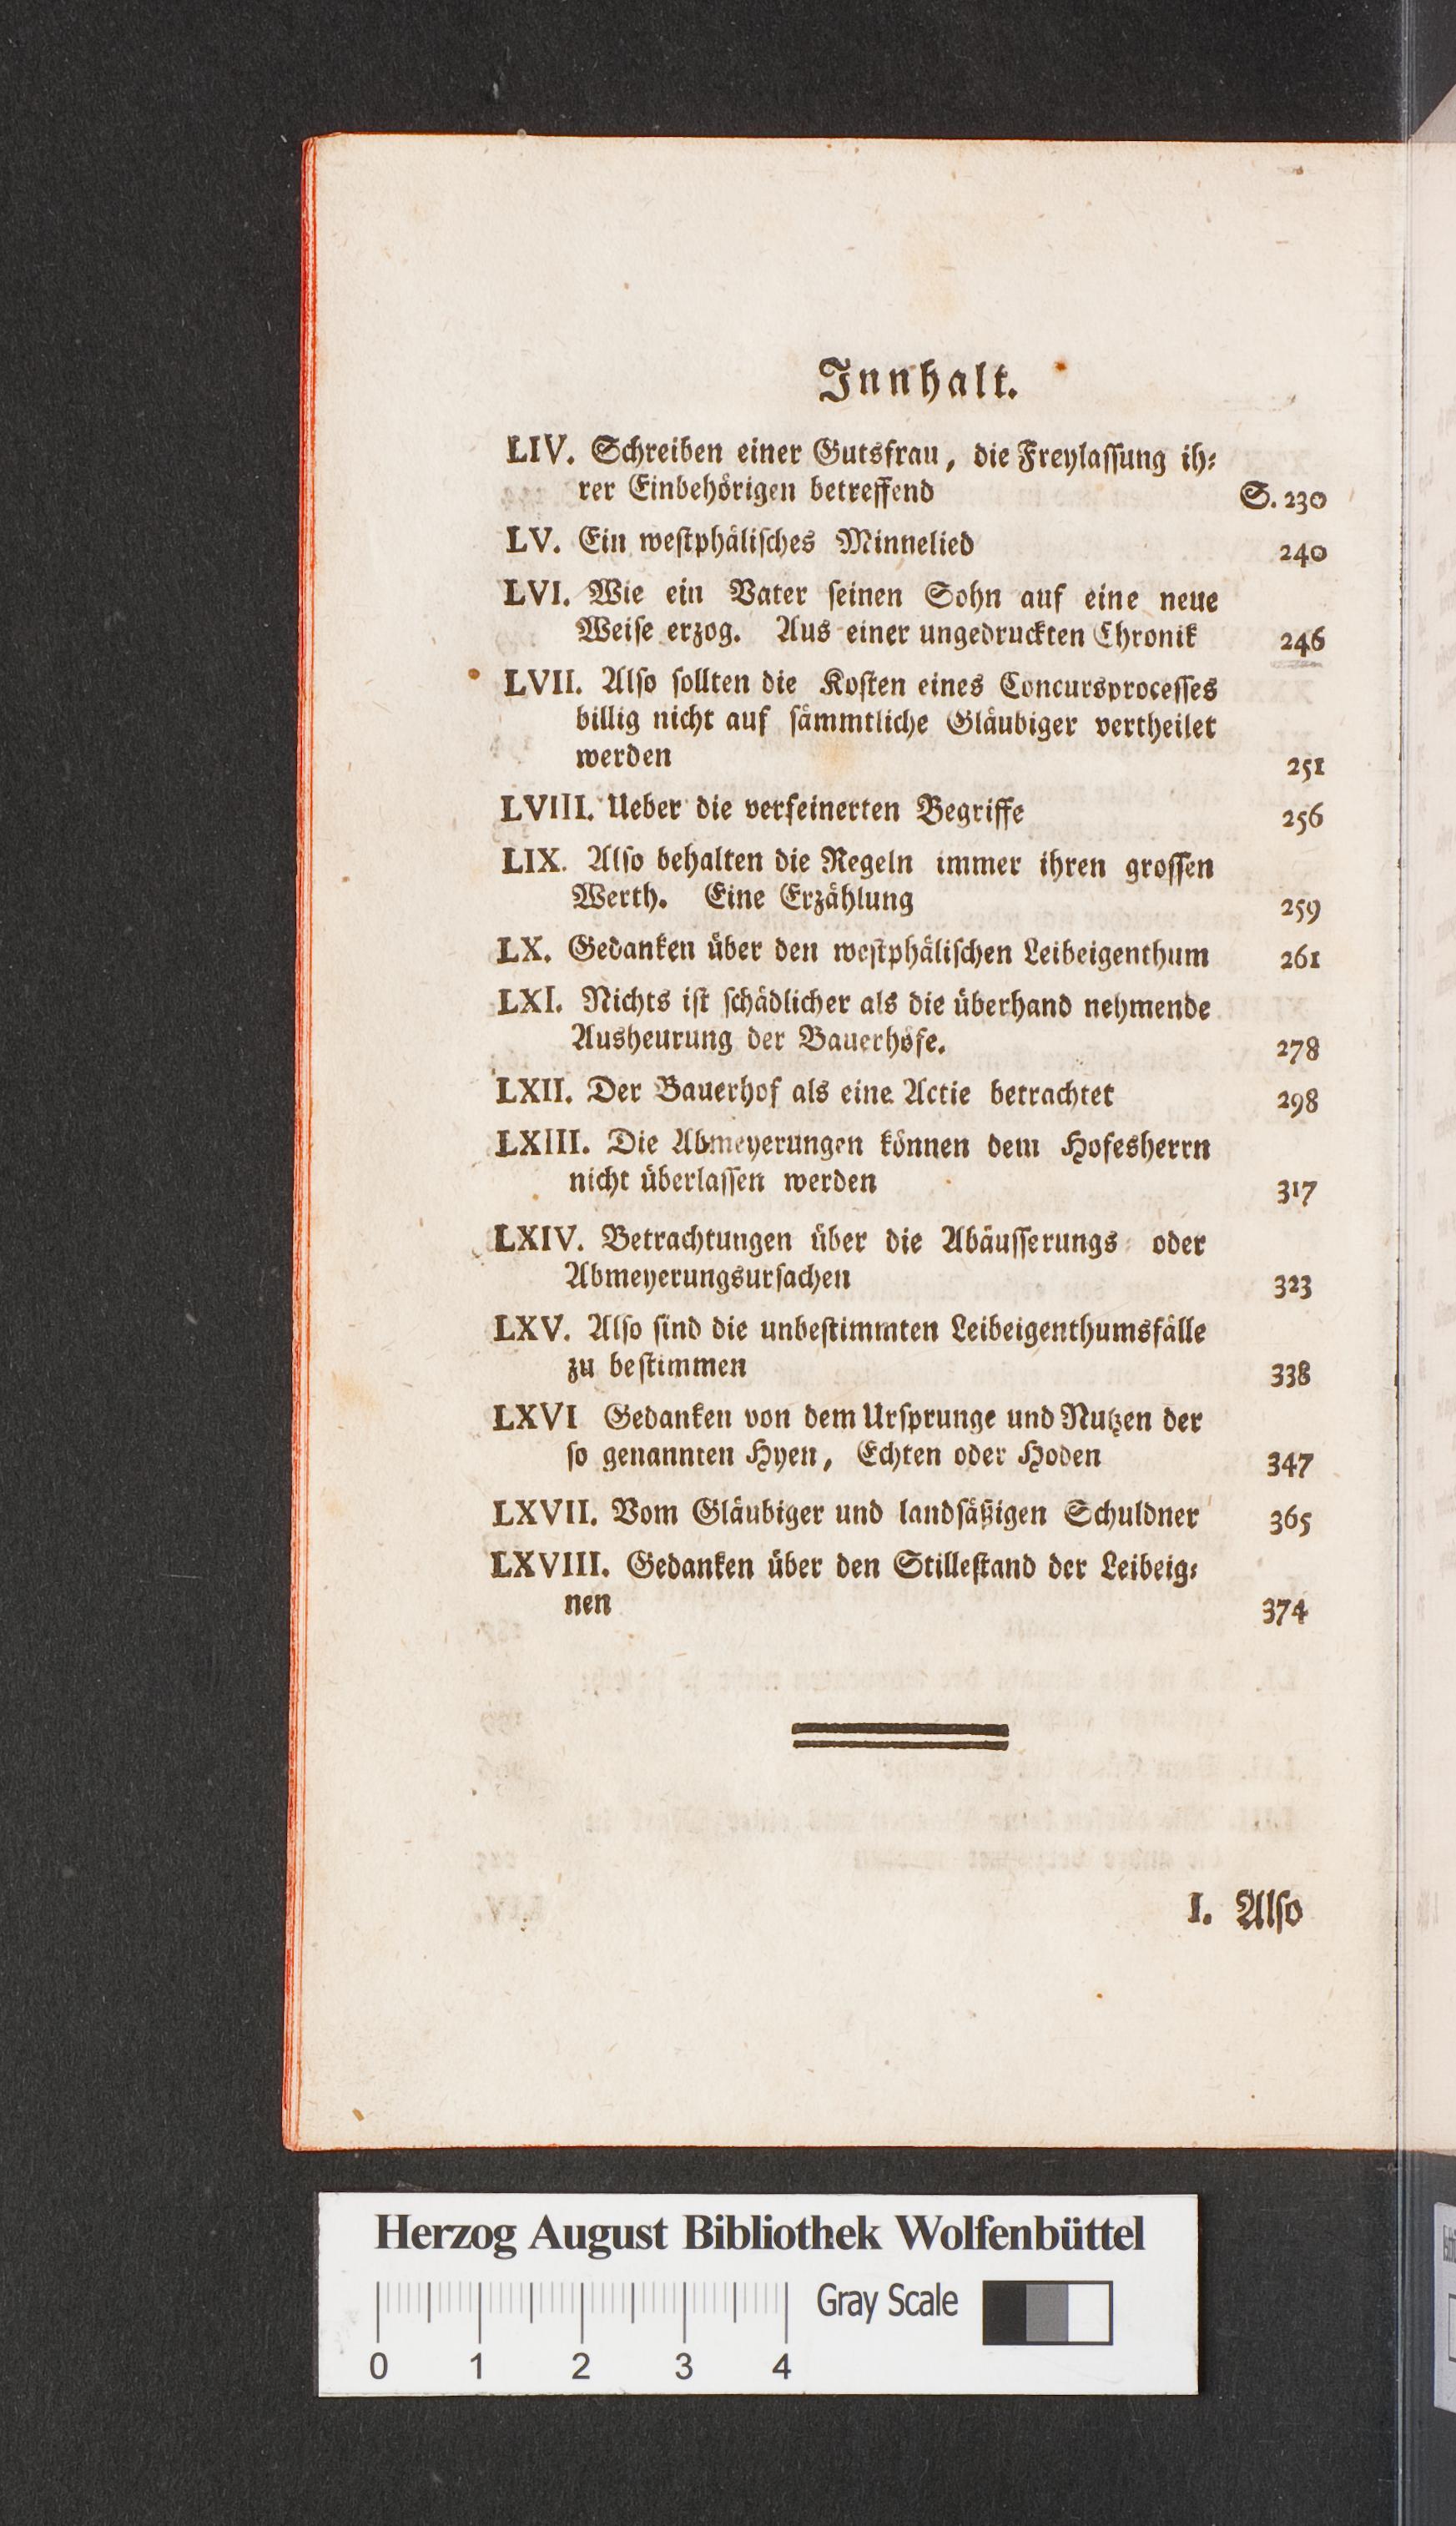 Innhalt.
LIV. Schreiben einer Gutsfrau, die Freylaſſung ih⸗
rer Einbehörigen betreffend S. 230
LV. Ein weſtphäliſches Minnelied 240
LVI. Wie ein Vater ſeinen Sohn auf eine neue
Weiſe erzog. Aus einer ungedruckten Chronik 246
LVII. Alſo ſollten die Koſten eines Concursproceſſes
billig nicht auf ſämmtliche Gläubiger vertheilet
werden 251
LVIII. Ueber die verfeinerten Begriffe 256
LIX. Alſo behalten die Regeln immer ihren groſſen
Werth. Eine Erzählung 259
LX. Gedanken über den weſtphäliſchen Leibeigenthum 261
LXI. Nichts iſt ſchädlicher als die überhand nehmende
Ausheurung der Bauerhöfe. 278
LXII. Der Bauerhof als eine Actie betrachtet 298
LXIII. Die Abmeyerungen können dem Hofesherrn
nicht überlaſſen werden 317
LXIV. Betrachtungen über die Abäuſſerungs⸗ oder
Abmeyerungsurſachen 323
LXV. Alſo ſind die unbeſtimmten Leibeigenthumsfälle
zu beſtimmen 338
LXVI Gedanken von dem Urſprunge und Nutzen der
ſo genannten Hyen, Echten oder Hoden 347
LXVII. Vom Gläubiger und landſäßigen Schuldner 365
LXVIII. Gedanken über den Stilleſtand der Leibeig⸗
nen 374
I. Alſo
Herzog August Bibliothek Wolfenbüttel
Gray Scale
0 1 2 3 4